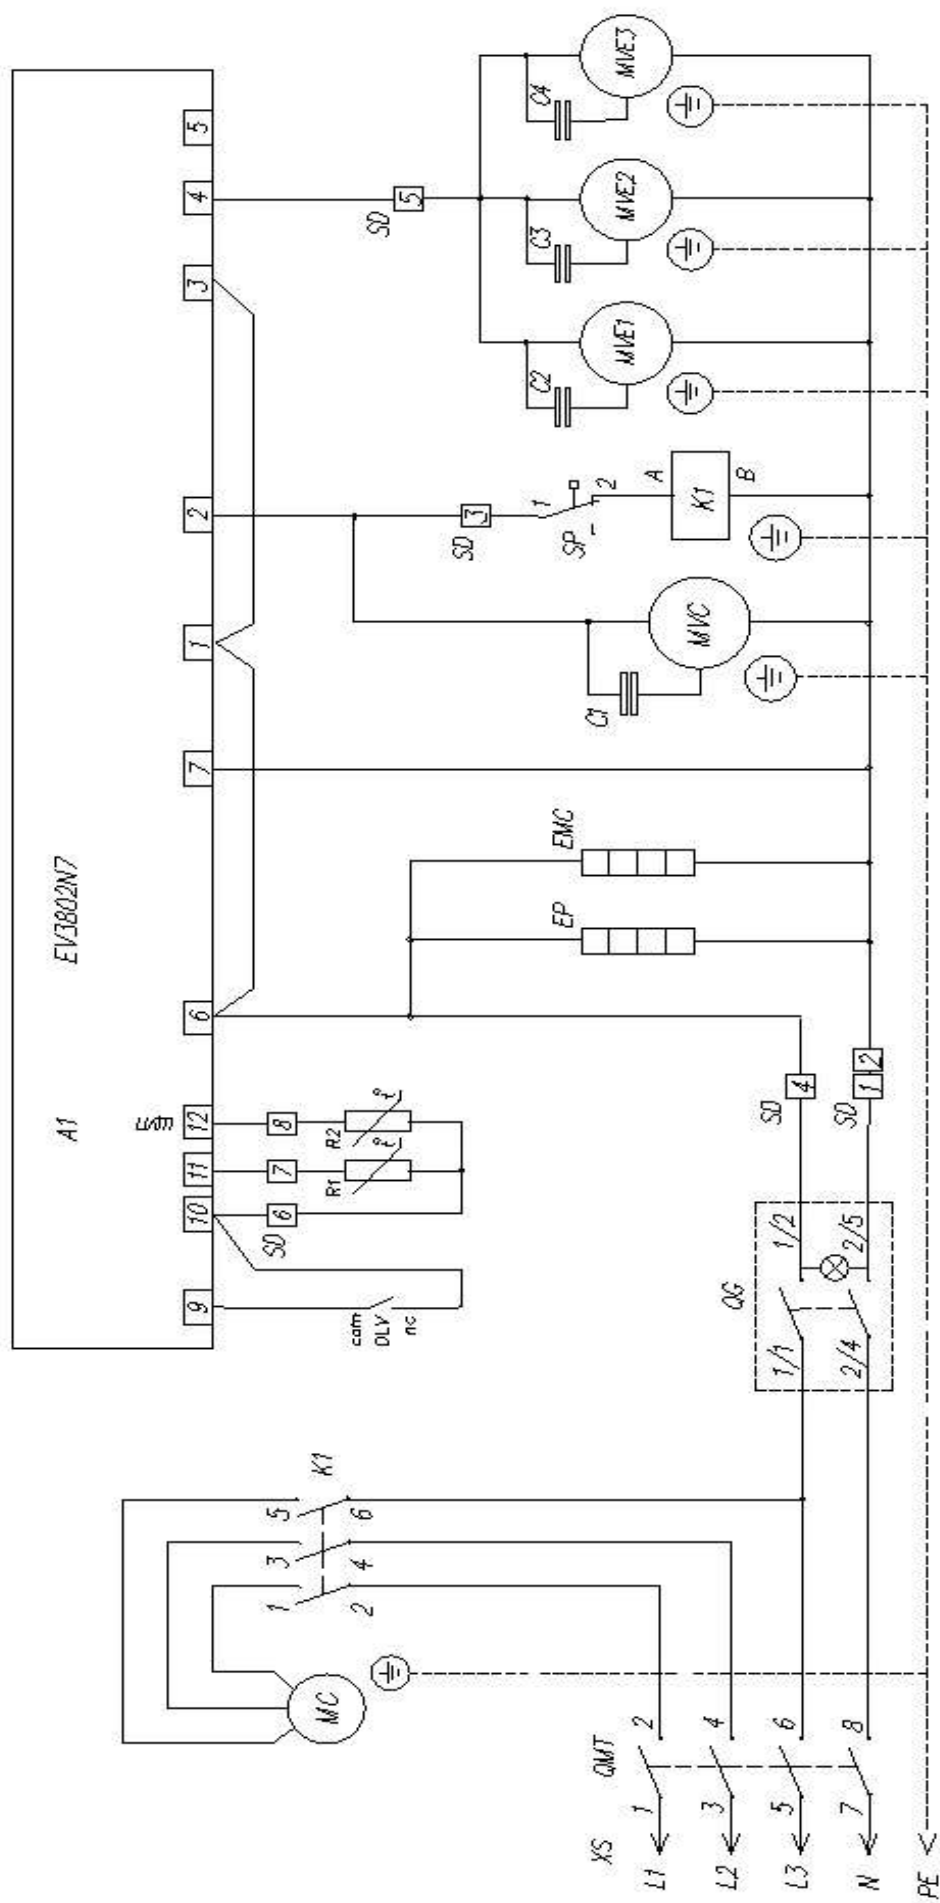 A1 EV3802N7
9 10 11 12 6 7 1 2 3 4 5
SD 6 7 8
R1 R2
t° t°
DLV
nc
K1
1 3 5
2 4 6
MC
SD 3
SD 5
1 SP 2
A K1 B
EP EMC
C1 C2 C3 C4
MVC MVE1 MVE2 MVE3
QG
1/1 1/2
2/4 2/5
SD 4
SD 1 2
XS QMT
L1 1 2
L2 3 4
L3 5 6
N 7 8
PE